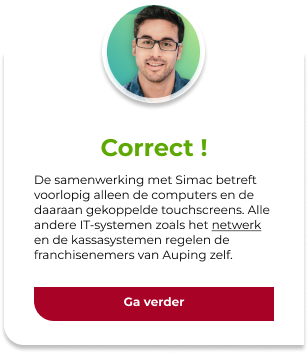 Correct !
De samenwerking met Simac betreft
voorlopig alleen de computers en de
daaraan gekoppelde touchscreens. Alle
andere IT-systemen zoals het netwerk
en de kassasystemen regelen de
franchisenemers van Auping zelf.
Ga verder